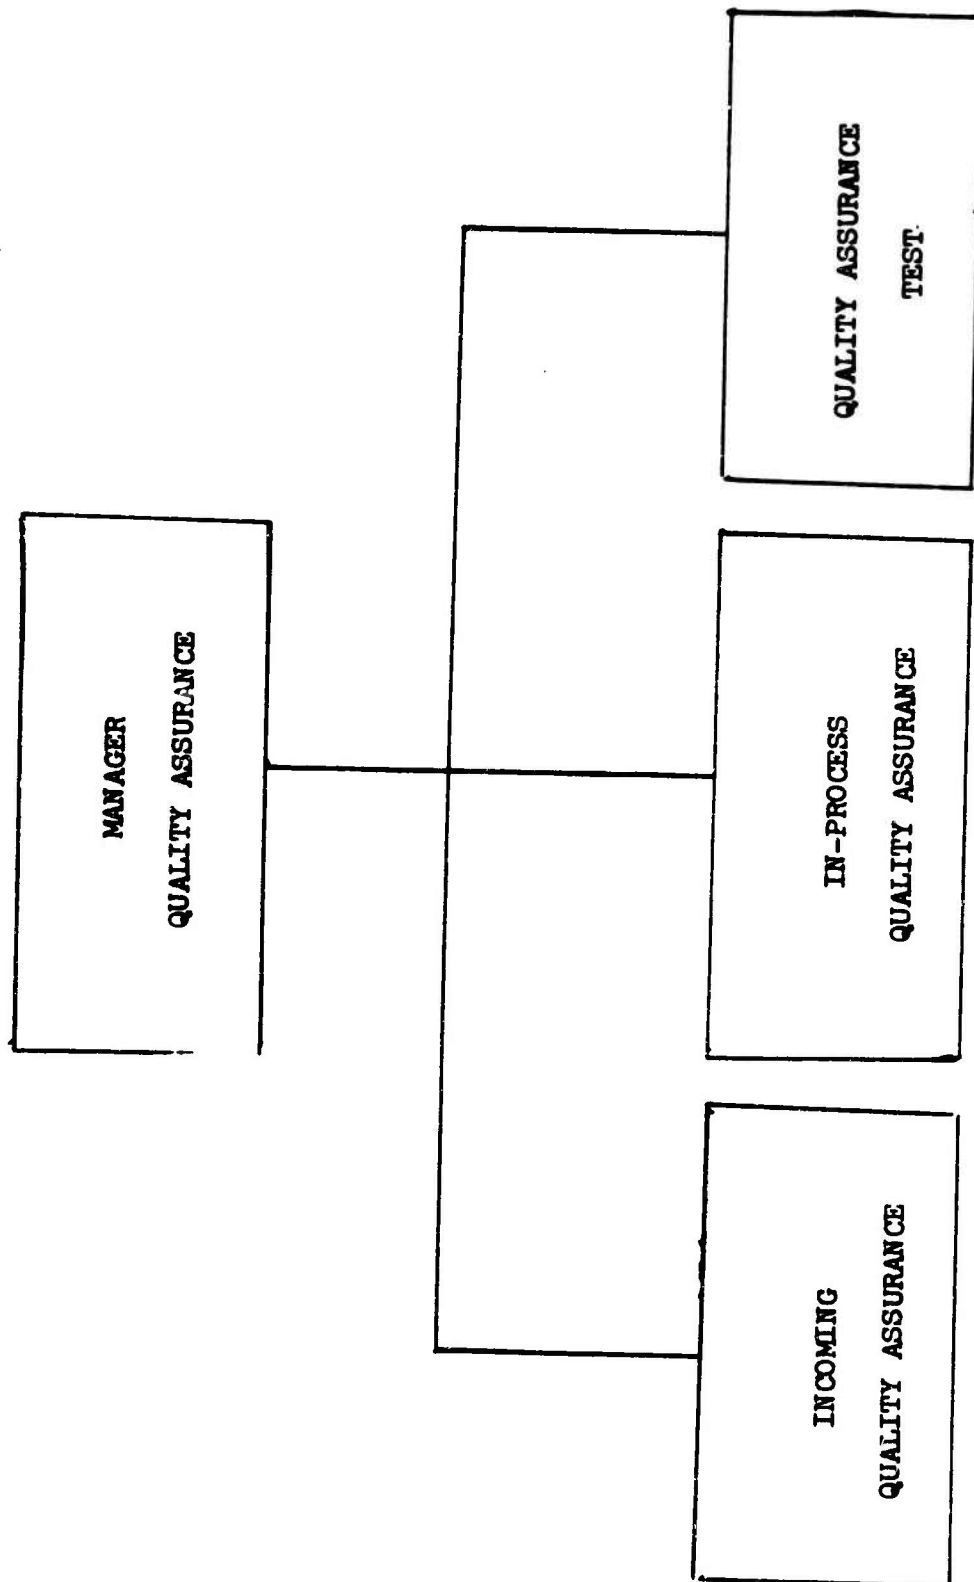 MANAGER
QUALITY ASSURANCE
INCOMING
QUALITY ASSURANCE
IN-PROCESS
QUALITY ASSURANCE
QUALITY ASSURANCE
TEST